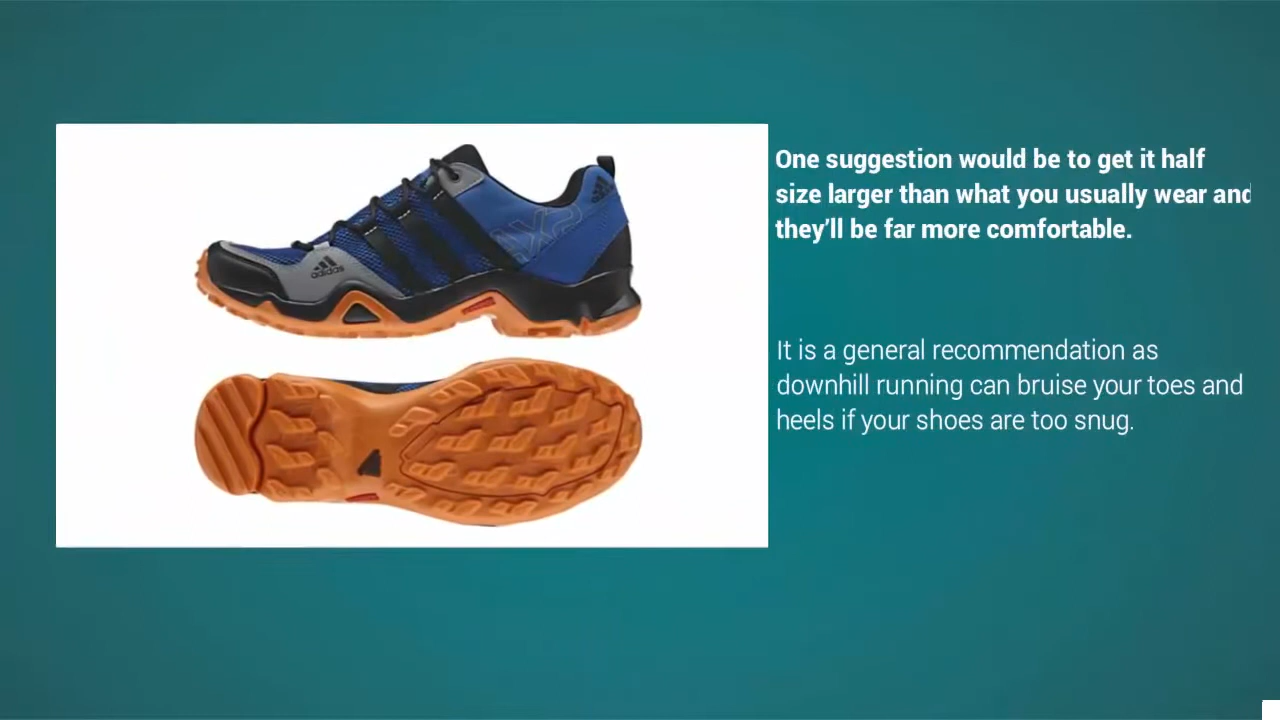 One suggestion would be to get it half
size larger than what you usually wear and
they'll be far more comfortable.
It is a general recommendation as
downhill running can bruise your toes and
heels if your shoes are too snug.
AX2
adidas